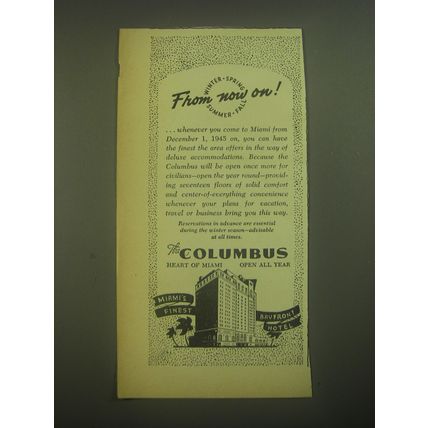 WINTER · SPRING
From now on!
SUMMER · FALL
... whenever you come to Miami from
December 1, 1945 on, you can have
the finest the area offers in the way of
deluxe accommodations. Because the
Columbus will be open once more for
civilians—open the year round—provid-
ing seventeen floors of solid comfort
and center-of-everything convenience
whenever your plans for vacation,
travel or business bring you this way.
Reservations in advance are essential
during the winter season—advisable
at all times.
The COLUMBUS
HEART OF MIAMI OPEN ALL YEAR
MIAMI'S
FINEST
BAYFRONT
HOTEL